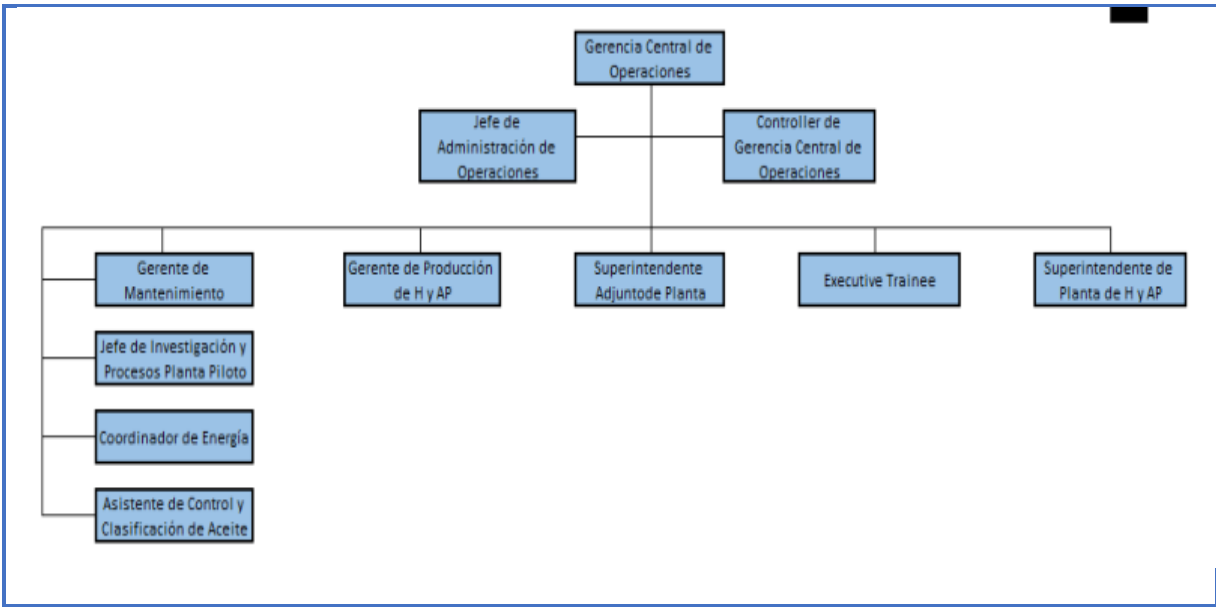 Gerencia Central de
Operaciones
Jefe de
Administración de
Operaciones
Controller de
Gerencia Central de
Operaciones
Gerente de
Mantenimiento
Gerente de Producción
de H y AP
Superintendente
Adjuntode Planta
Executive Trainee
Superintendente de
Planta de H y AP
Jefe de Investigación y
Procesos Planta Piloto
Coordinador de Energía
Asistente de Control y
Clasificación de Aceite